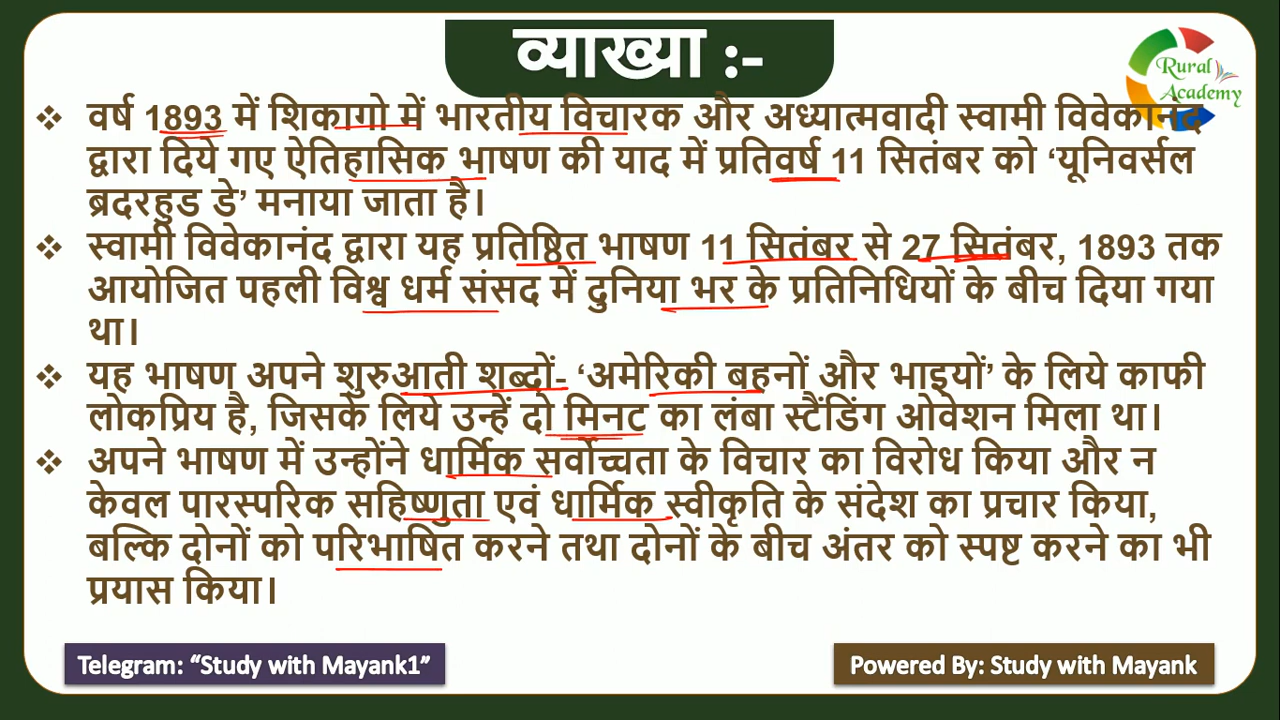 व्याख्या :-
Rural
Academy
❖ वर्ष 1893 में शिकागो में भारतीय विचारक और अध्यात्मवादी स्वामी विवेकानंद
द्वारा दिये गए ऐतिहासिक भाषण की याद में प्रतिवर्ष 11 सितंबर को ‘यूनिवर्सल
ब्रदरहुड डे’ मनाया जाता है।
❖ स्वामी विवेकानंद द्वारा यह प्रतिष्ठित भाषण 11 सितंबर से 27 सितंबर, 1893 तक
आयोजित पहली विश्व धर्म संसद में दुनिया भर के प्रतिनिधियों के बीच दिया गया
था।
❖ यह भाषण अपने शुरुआती शब्दों- ‘अमेरिकी बहनों और भाइयों’ के लिये काफी
लोकप्रिय है, जिसके लिये उन्हें दो मिनट का लंबा स्टैंडिंग ओवेशन मिला था।
❖ अपने भाषण में उन्होंने धार्मिक सर्वोच्चता के विचार का विरोध किया और न
केवल पारस्परिक सहिष्णुता एवं धार्मिक स्वीकृति के संदेश का प्रचार किया,
बल्कि दोनों को परिभाषित करने तथा दोनों के बीच अंतर को स्पष्ट करने का भी
प्रयास किया।
Telegram: “Study with Mayank1”
Powered By: Study with Mayank